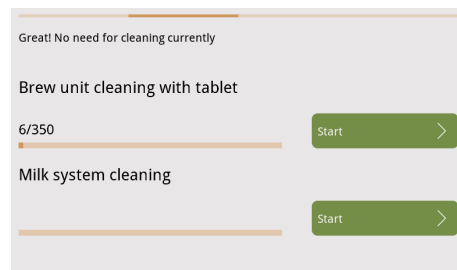 Great! No need for cleaning currently
Brew unit cleaning with tablet
6/350
Start
Milk system cleaning
Start